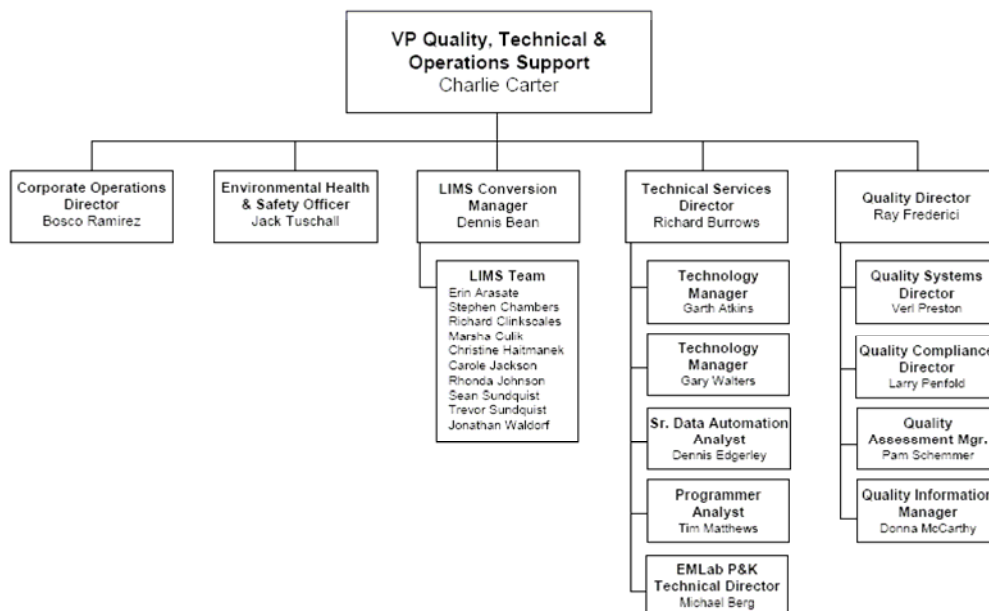 VP Quality, Technical &
Operations Support
Charlie Carter
Corporate Operations
Director
Bosco Ramirez
Environmental Health
& Safety Officer
Jack Tuschall
LIMS Conversion
Manager
Dennis Bean
Technical Services
Director
Richard Burrows
Quality Director
Ray Frederici
LIMS Team
Erin Arasate
Stephen Chambers
Richard Clinkscales
Marsha Culik
Christine Haitmanek
Carole Jackson
Rhonda Johnson
Sean Sundquist
Trevor Sundquist
Jonathan Waldorf
Technology
Manager
Garth Atkins
Technology
Manager
Gary Walters
Sr. Data Automation
Analyst
Dennis Edgerley
Programmer
Analyst
Tim Matthews
EMLab P&K
Technical Director
Michael Berg
Quality Systems
Director
Verl Preston
Quality Compliance
Director
Larry Penfold
Quality
Assessment Mgr.
Pam Schemmer
Quality Information
Manager
Donna McCarthy